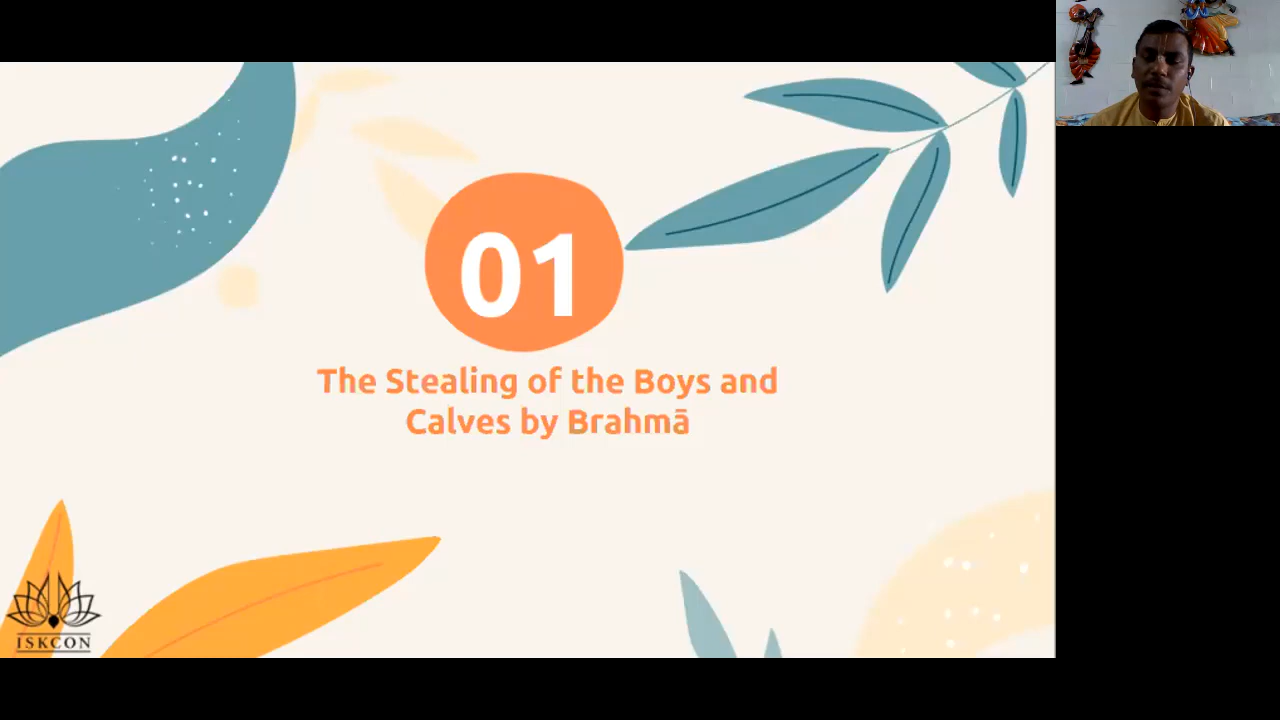 01
The Stealing of the Boys and
Calves by Brahmā
ISKCON